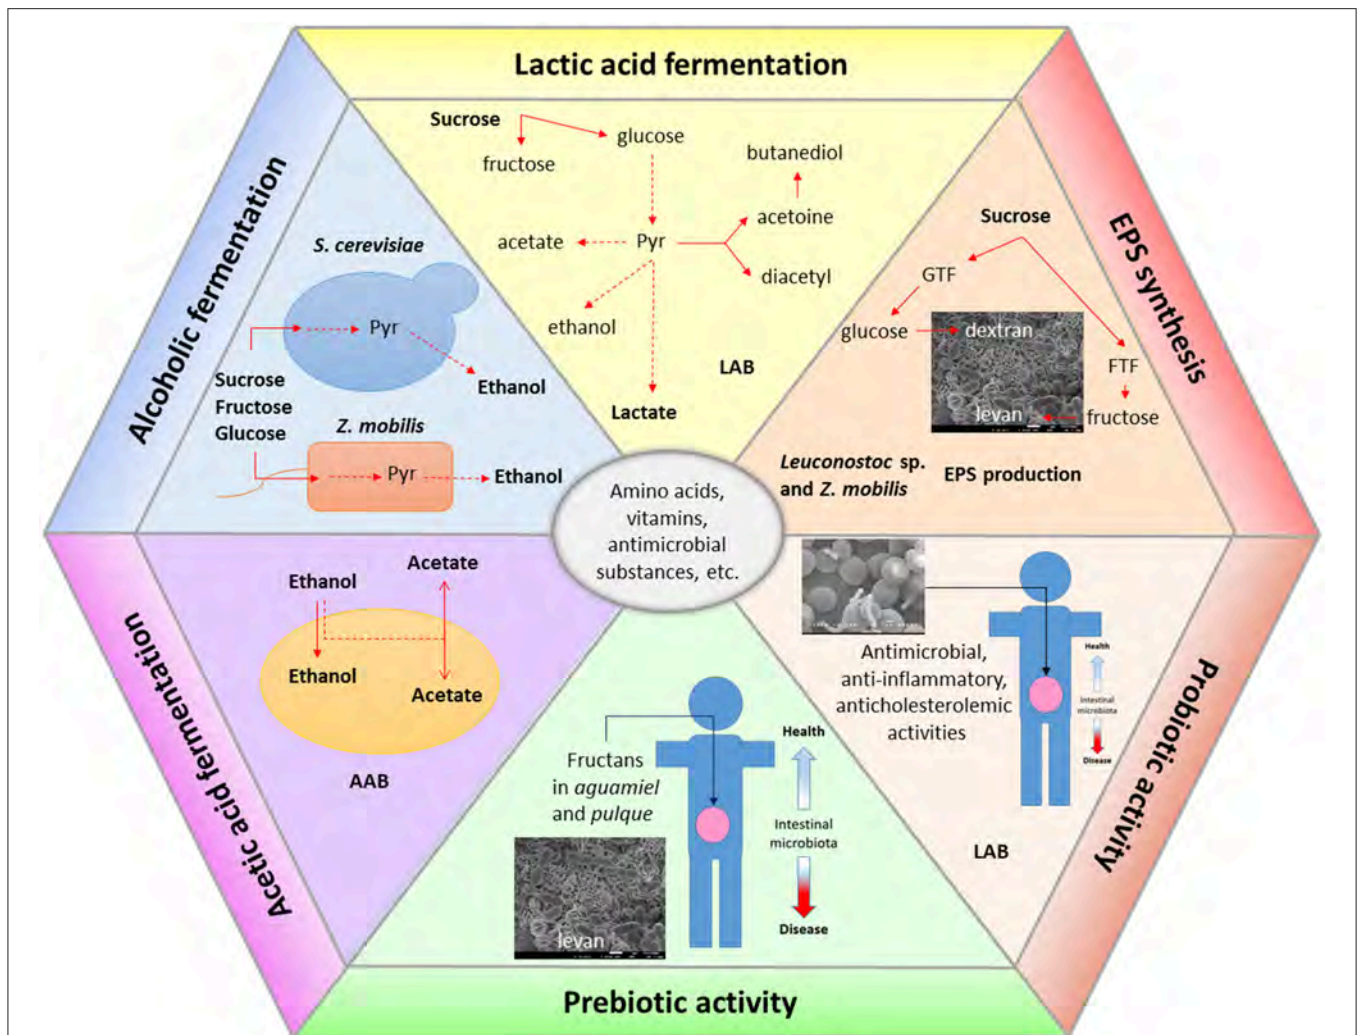 Lactic acid fermentation
Sucrose
glucose
fructose
butanediol
acetoine
acetate
Pyr
diacetyl
ethanol
LAB
Lactate
EPS synthesis
Sucrose
GTF
glucose
dextran
FTF
levan
fructose
Leuconostoc sp.
and Z. mobilis
EPS production
Alcoholic fermentation
S. cerevisiae
Pyr
Sucrose
Fructose
Glucose
Ethanol
Z. mobilis
Pyr
Ethanol
Amino acids,
vitamins,
antimicrobial
substances, etc.
Acetic acid fermentation
Ethanol
Acetate
Ethanol
Acetate
AAB
Probiotic activity
Antimicrobial,
anti-inflammatory,
anticholesterolemic
activities
Health
Intestinal
microbiota
Disease
LAB
Fructans
in aguamiel
and pulque
levan
Health
Intestinal
microbiota
Disease
Prebiotic activity